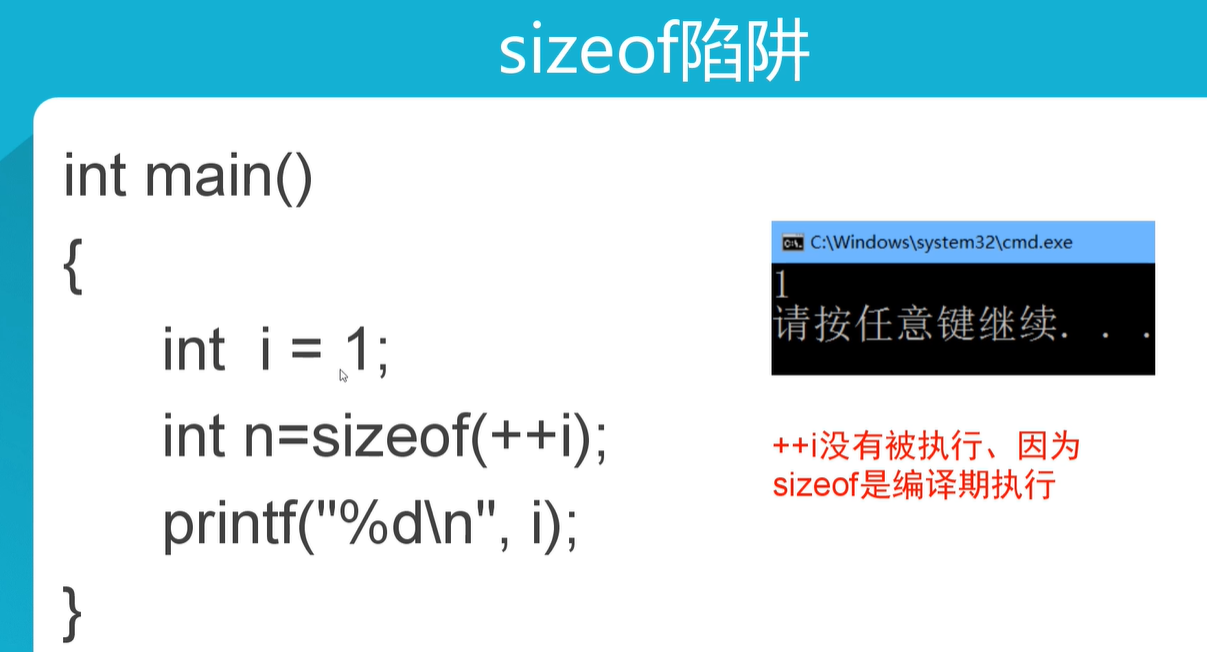 sizeof陷阱
int main()
{
int i = 1;
int n=sizeof(++i);
printf("%d\n", i);
}
C:\Windows\system32\cmd.exe
1
请按任意键继续. . .
++i没有被执行、因为
sizeof是编译期执行